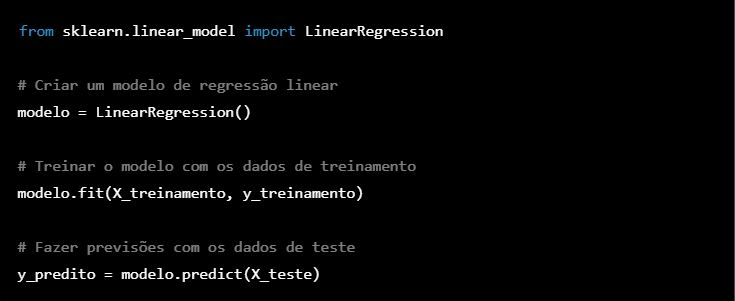 from sklearn.linear_model import LinearRegression
# Criar um modelo de regressão linear
modelo = LinearRegression()
# Treinar o modelo com os dados de treinamento
modelo.fit(X_treinamento, y_treinamento)
# Fazer previsões com os dados de teste
y_predito = modelo.predict(X_teste)